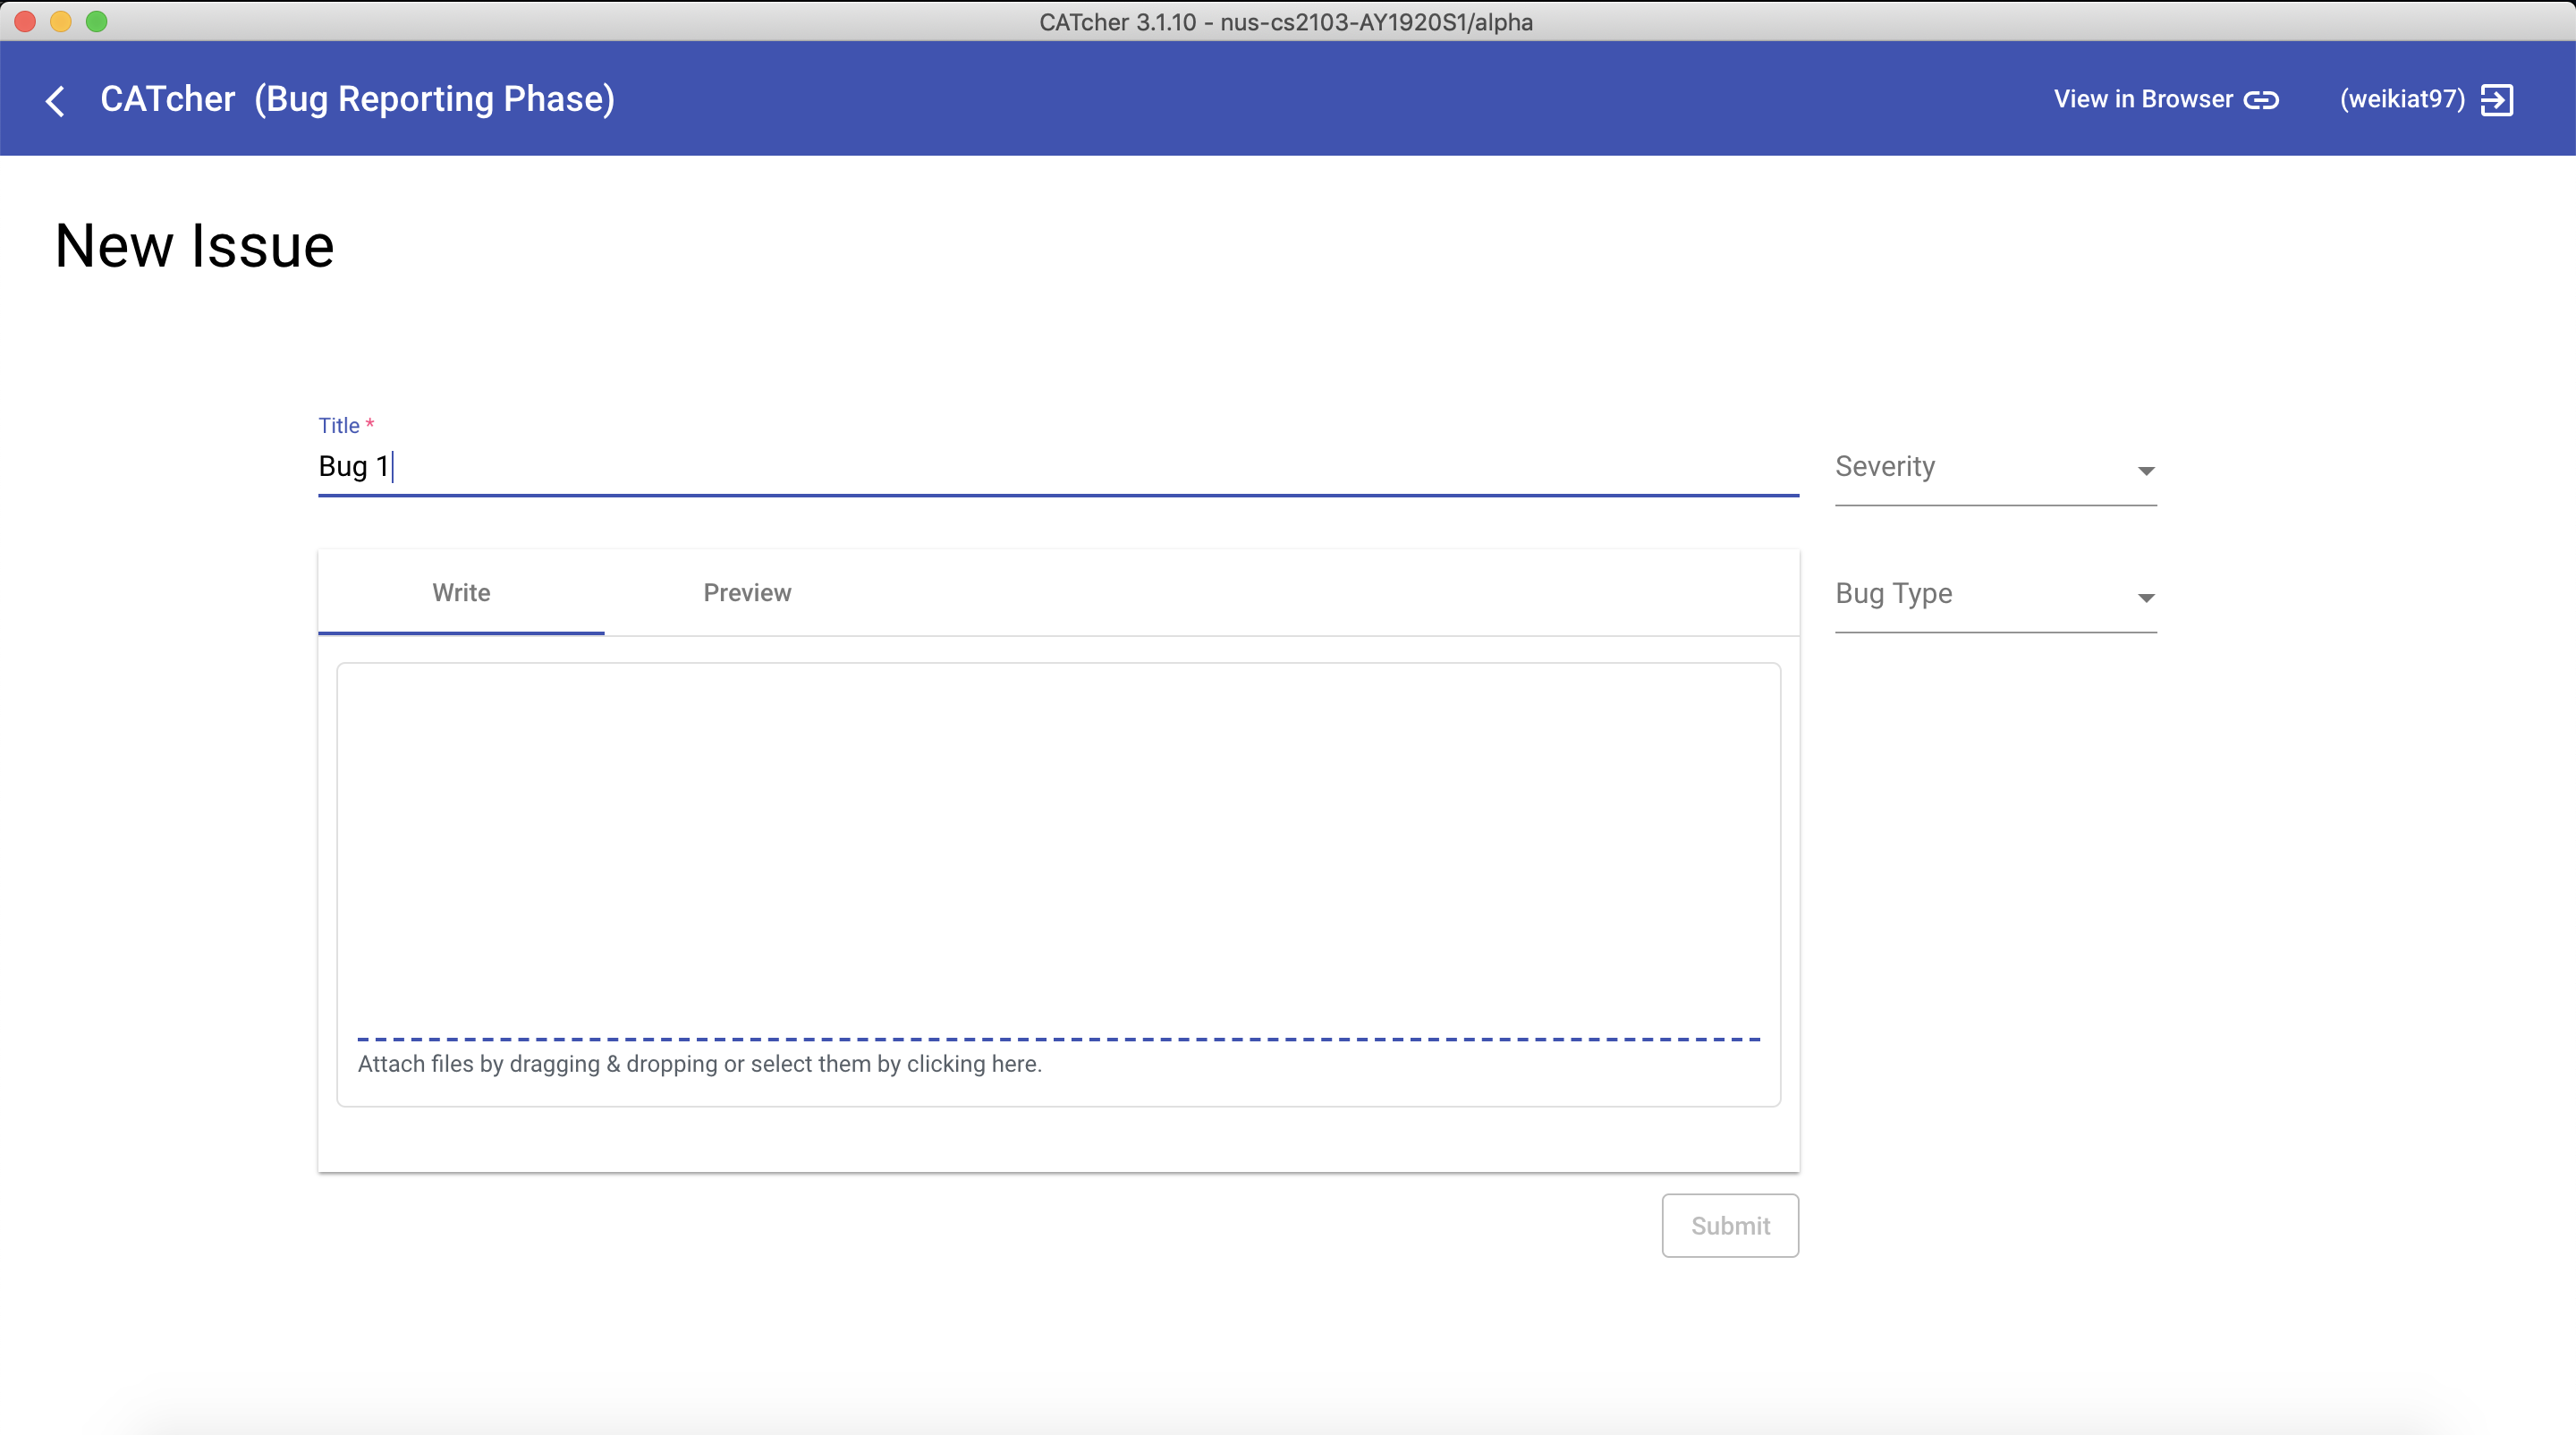 CATcher 3.1.10 - nus-cs2103-AY1920S1/alpha
CATcher (Bug Reporting Phase)
View in Browser
(weikiat97)
New Issue
Title *
Bug 1
Severity
Write
Preview
Bug Type
Attach files by dragging & dropping or select them by clicking here.
Submit